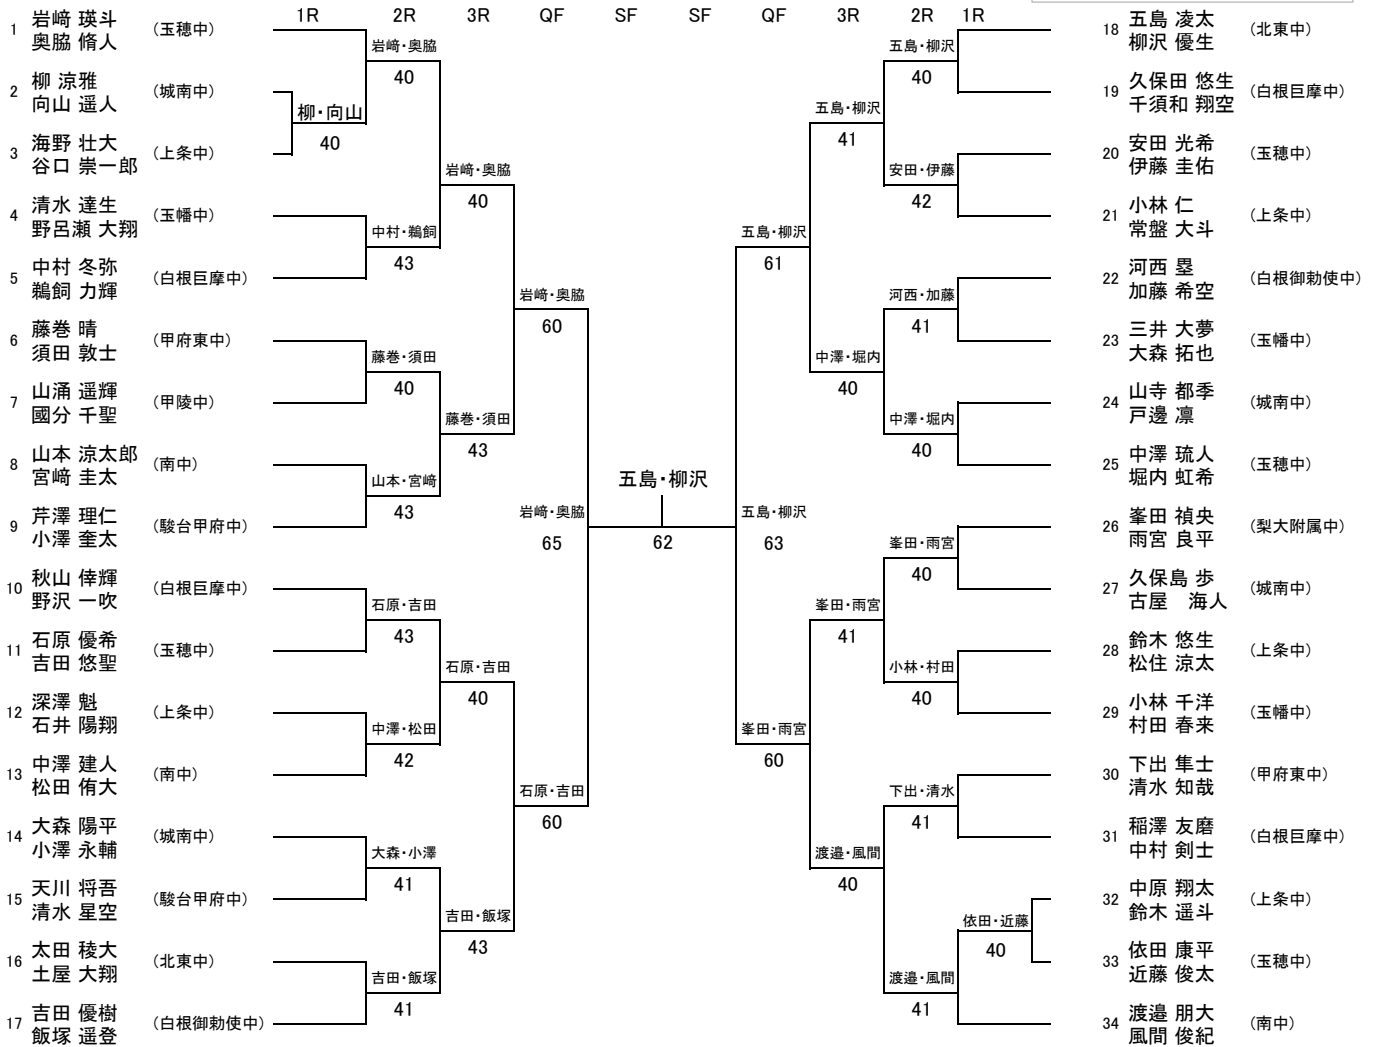 1R 2R 3R QF SF SF QF 3R 2R 1R
1 岩﨑 瑛斗
奥脇 脩人 (玉穂中)
2 柳 涼雅
向山 遥人 (城南中)
3 海野 壮大
谷口 崇一郎 (上条中)
4 清水 達生
野呂瀬 大翔 (玉幡中)
5 中村 冬弥
鵜飼 力輝 (白根巨摩中)
6 藤巻 晴
須田 敦士 (甲府東中)
7 山涌 遥輝
國分 千聖 (甲陵中)
8 山本 涼太郎
宮﨑 圭太 (南中)
9 芹澤 理仁
小澤 奎太 (駿台甲府中)
10 秋山 倖輝
野沢 一吹 (白根巨摩中)
11 石原 優希
吉田 悠聖 (玉穂中)
12 深澤 魁
石井 陽翔 (上条中)
13 中澤 建人
松田 侑大 (南中)
14 大森 陽平
小澤 永輔 (城南中)
15 天川 将吾
清水 星空 (駿台甲府中)
16 太田 稜大
土屋 大翔 (北東中)
17 吉田 優樹
飯塚 遥登 (白根御勅使中)
柳・向山
40
岩﨑・奥脇
40
中村・鵜飼
43
藤巻・須田
40
山本・宮﨑
43
石原・吉田
43
中澤・松田
42
大森・小澤
41
吉田・飯塚
41
岩﨑・奥脇
40
藤巻・須田
43
石原・吉田
40
吉田・飯塚
43
岩﨑・奥脇
60
石原・吉田
60
岩﨑・奥脇
65
五島・柳沢
62
五島・柳沢
63
五島・柳沢
61
峯田・雨宮
60
五島・柳沢
41
中澤・堀内
40
峯田・雨宮
41
渡邉・風間
40
五島・柳沢
40
安田・伊藤
42
河西・加藤
41
中澤・堀内
40
峯田・雨宮
40
小林・村田
40
下出・清水
41
渡邉・風間
41
依田・近藤
40
18 五島 凌太
柳沢 優生 (北東中)
19 久保田 悠生
千須和 翔空 (白根巨摩中)
20 安田 光希
伊藤 圭佑 (玉穂中)
21 小林 仁
常盤 大斗 (上条中)
22 河西 塁
加藤 希空 (白根御勅使中)
23 三井 大夢
大森 拓也 (玉幡中)
24 山寺 都季
戸邊 凛 (城南中)
25 中澤 琉人
堀内 虹希 (玉穂中)
26 峯田 禎央
雨宮 良平 (梨大附属中)
27 久保島 歩
古屋　海人 (城南中)
28 鈴木 悠生
松住 涼太 (上条中)
29 小林 千洋
村田 春来 (玉幡中)
30 下出 隼士
清水 知哉 (甲府東中)
31 稲澤 友磨
中村 剣士 (白根巨摩中)
32 中原 翔太
鈴木 遥斗 (上条中)
33 依田 康平
近藤 俊太 (玉穂中)
34 渡邉 朋大
風間 俊紀 (南中)